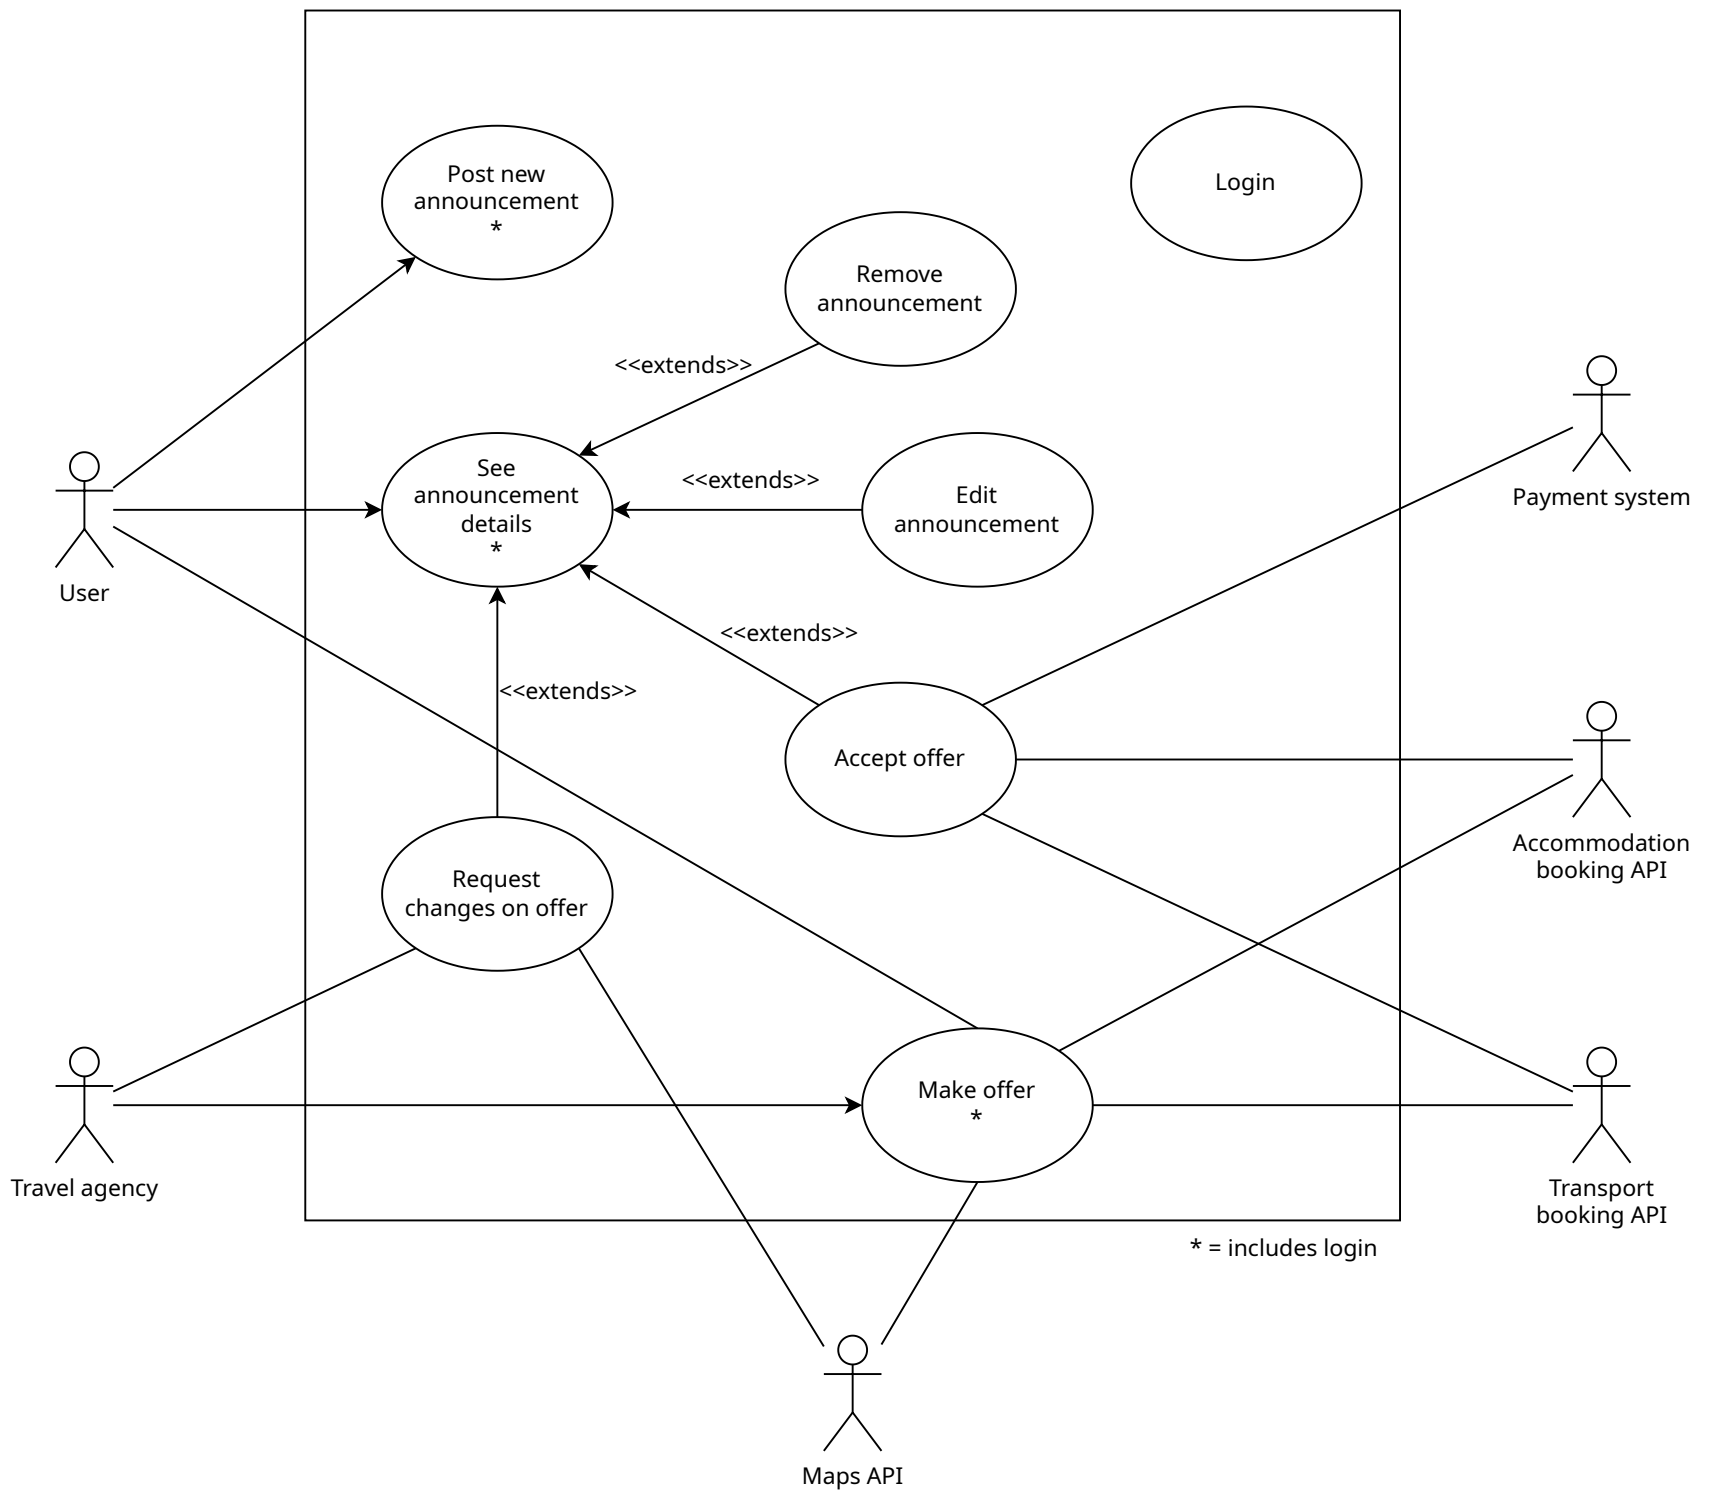 Post new
announcement
*
Login
Remove
announcement
<<extends>>
See
announcement
details
*
<<extends>>
Edit
announcement
Payment system
User
<<extends>>
<<extends>>
Accept offer
Accommodation
booking API
Request
changes on offer
Make offer
*
Travel agency
Transport
booking API
* = includes login
Maps API